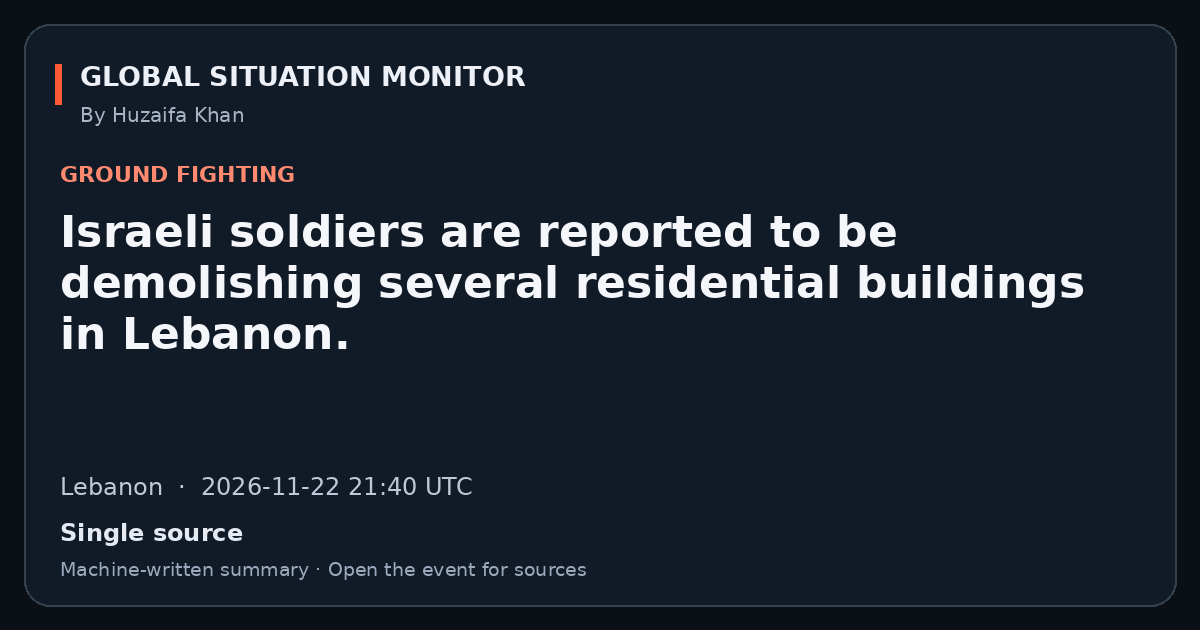 GLOBAL SITUATION MONITOR
By Huzaifa Khan
GROUND FIGHTING
Israeli soldiers are reported to be
demolishing several residential buildings
in Lebanon.
Lebanon · 2026-11-22 21:40 UTC
Single source
Machine-written summary · Open the event for sources